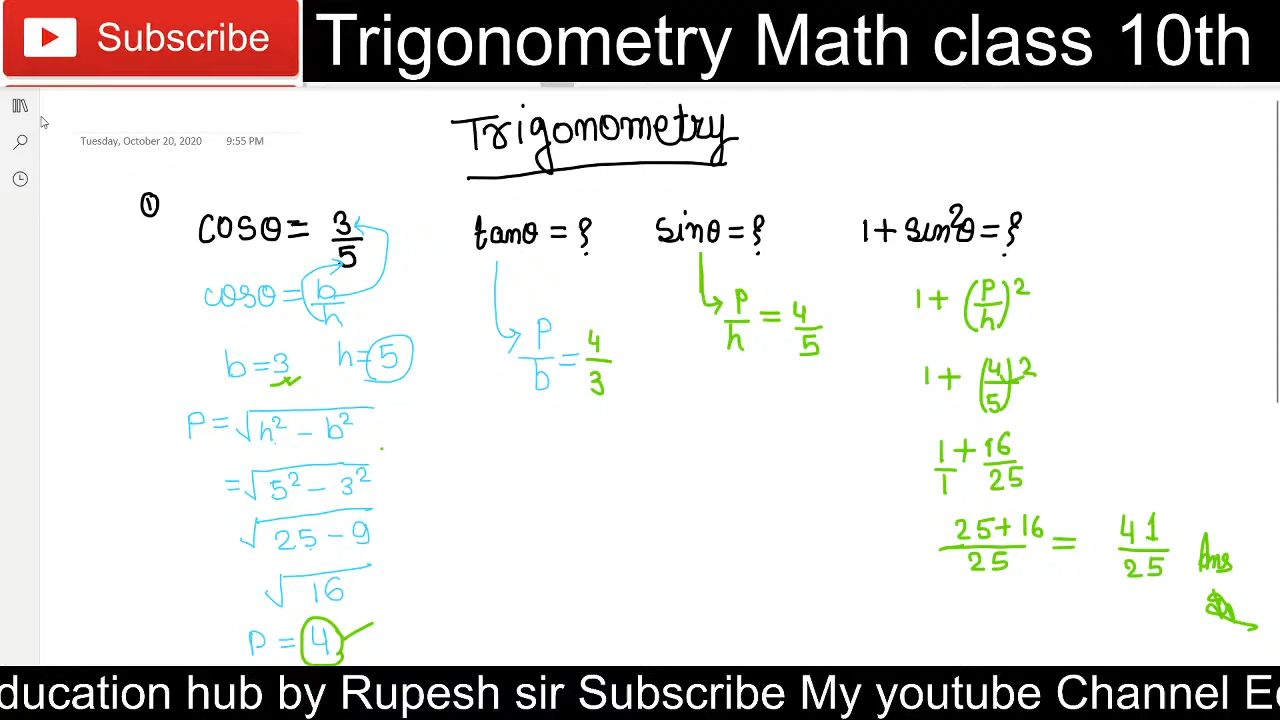 Subscribe
Trigonometry Math class 10th
Tuesday, October 20, 2020 9:55 PM
Trigonometry
①
cosθ = 3/5
tanθ = ?
sinθ = ?
1 + sin²θ = ?
cosθ = b/h
b = 3
h = 5
P = √h² - b²
= √5² - 3²
√25 - 9
√16
P = 4
P/b = 4/3
P/h = 4/5
1 + (P/h)²
1 + (4/5)²
1/1 + 16/25
25+16/25 = 41/25 Ans
ducation hub by Rupesh sir Subscribe My youtube Channel E